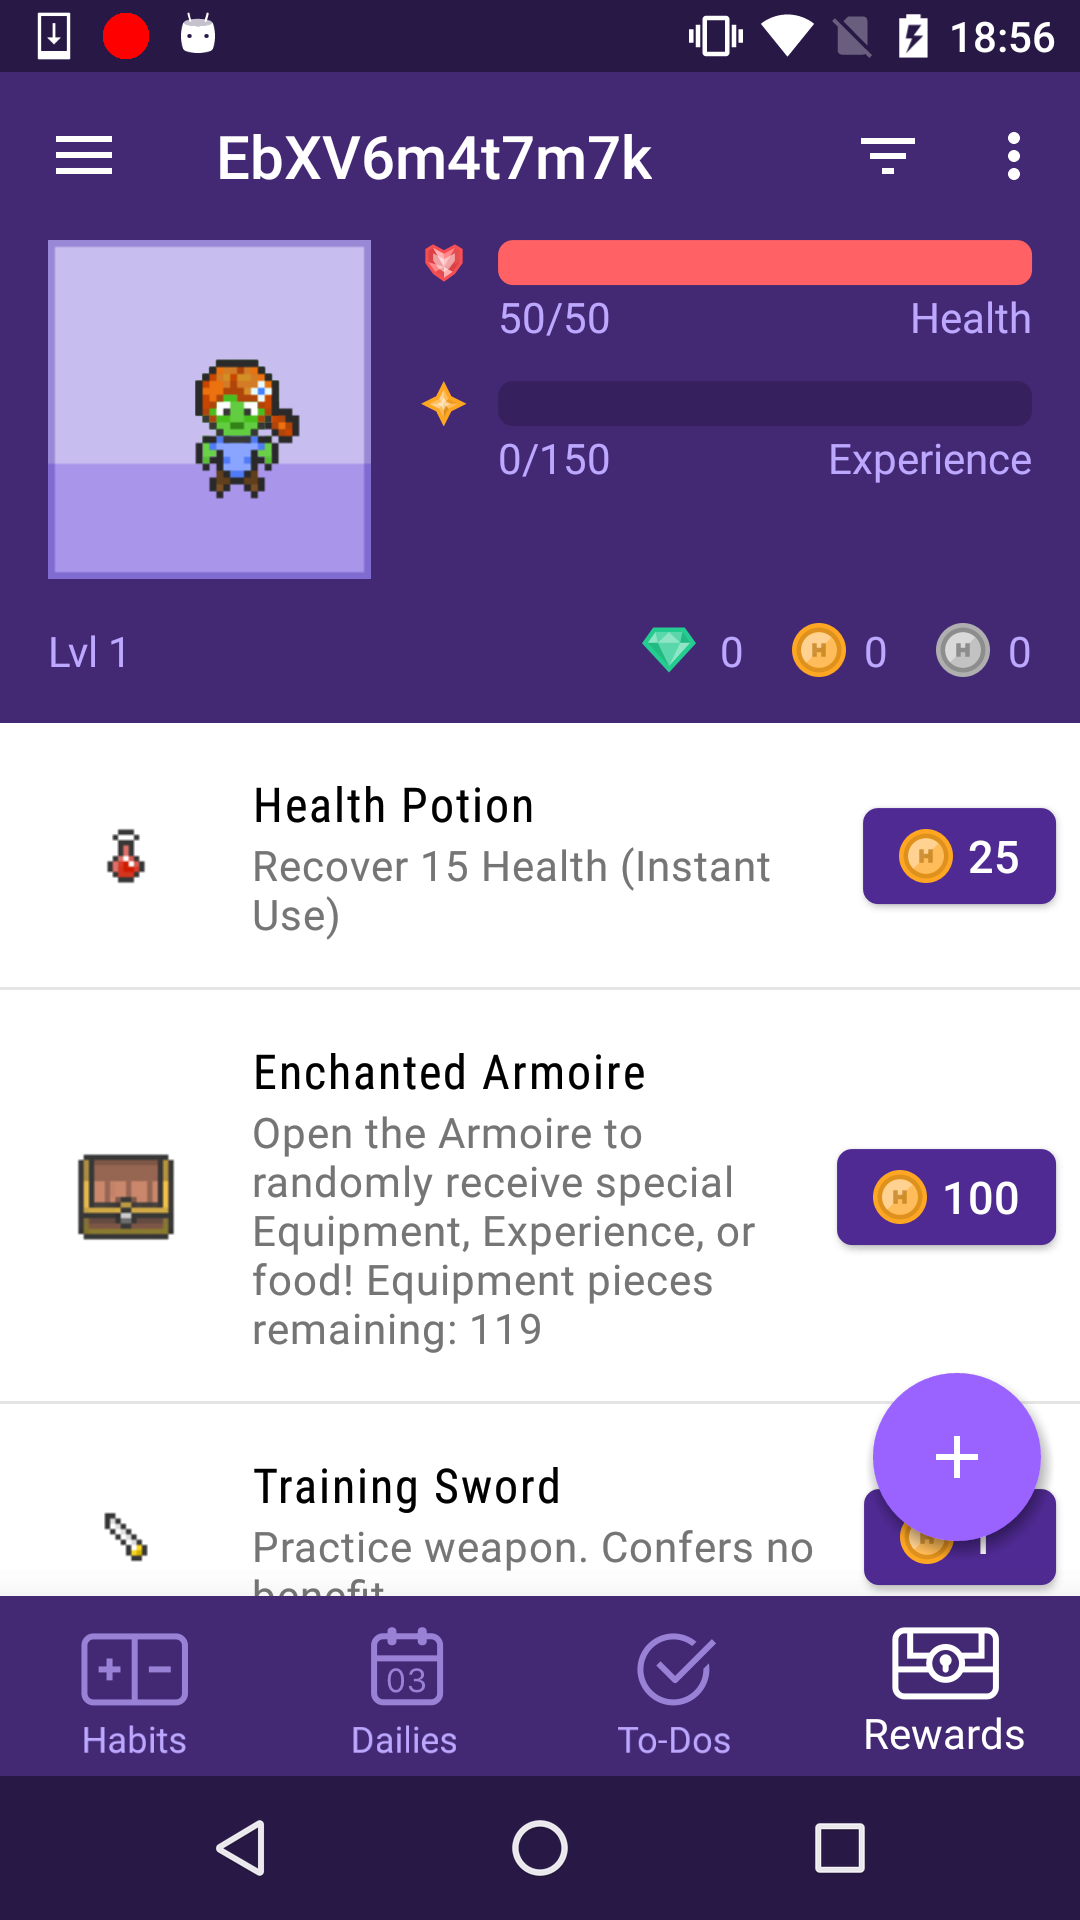 18:56
EbXV6m4t7m7k
50/50 Health
0/150 Experience
Lvl 1
0
0
0
Health Potion
Recover 15 Health (Instant
Use)
25
Enchanted Armoire
Open the Armoire to
randomly receive special
Equipment, Experience, or
food! Equipment pieces
remaining: 119
100
Training Sword
Practice weapon. Confers no
benefit.
Habits
03
Dailies
To-Dos
Rewards